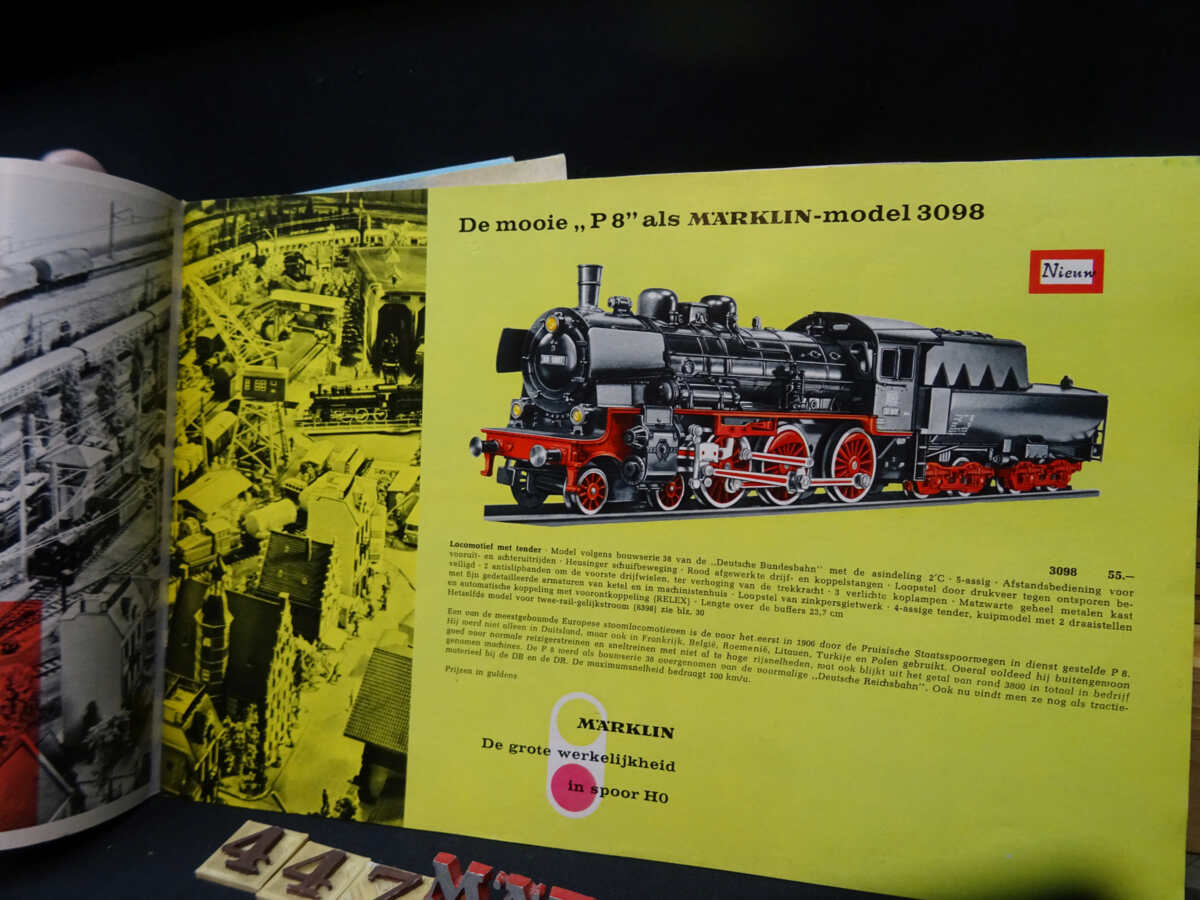 De mooie „P 8” als MÄRKLIN-model 3098
Nieuw
3098 55.—
Locomotief met tender · Model volgens bouwserie 38 van de „Deutsche Bundesbahn” met de asindeling 2'C · 5-assig · Afstandsbediening voor
vooruit- en achteruitrijden · Heusinger schuifbeweging · Rood afgewerkte drijf- en koppelstangen · Loopstel door drukveer tegen ontsporen be-
veiligd · 2 antislipbanden om de voorste drijfwielen, ter verhoging van de trekkracht · 3 verlichte koplampen · Matzwarte geheel metalen kast
met fijn gedetailleerde armaturen van ketel en in machinistenhuis · Loopstel van zinkpersgietwerk · 4-assige tender, kuipmodel met 2 draaistellen
en automatische koppeling met voorontkoppeling (RELEX) · Lengte over de buffers 23,7 cm
Hetzelfde model voor twee-rail-gelijkstroom (8398) zie blz. 30
Een van de meestgebouwde Europese stoomlocomotieven is de voor het eerst in 1906 door de Pruisische Staatsspoorwegen in dienst gestelde P 8.
Hij werd niet alleen in Duitsland, maar ook in Frankrijk, België, Roemenië, Litauen, Turkije en Polen gebruikt. Overal voldeed hij buitengewoon
goed voor normale reizigerstreinen en sneltreinen met niet al te hoge rijsnelheden, wat ook blijkt uit het getal van rond 3800 in totaal in bedrijf
genomen machines. De P 8 werd als bouwserie 38 overgenomen van de voormalige „Deutsche Reichsbahn”. Ook nu vindt men ze nog als tractie-
materieel bij de DB en de DR. De maximumsnelheid bedraagt 100 km/u.
Prijzen in guldens
MÄRKLIN
De grote werkelijkheid
in spoor H0
447